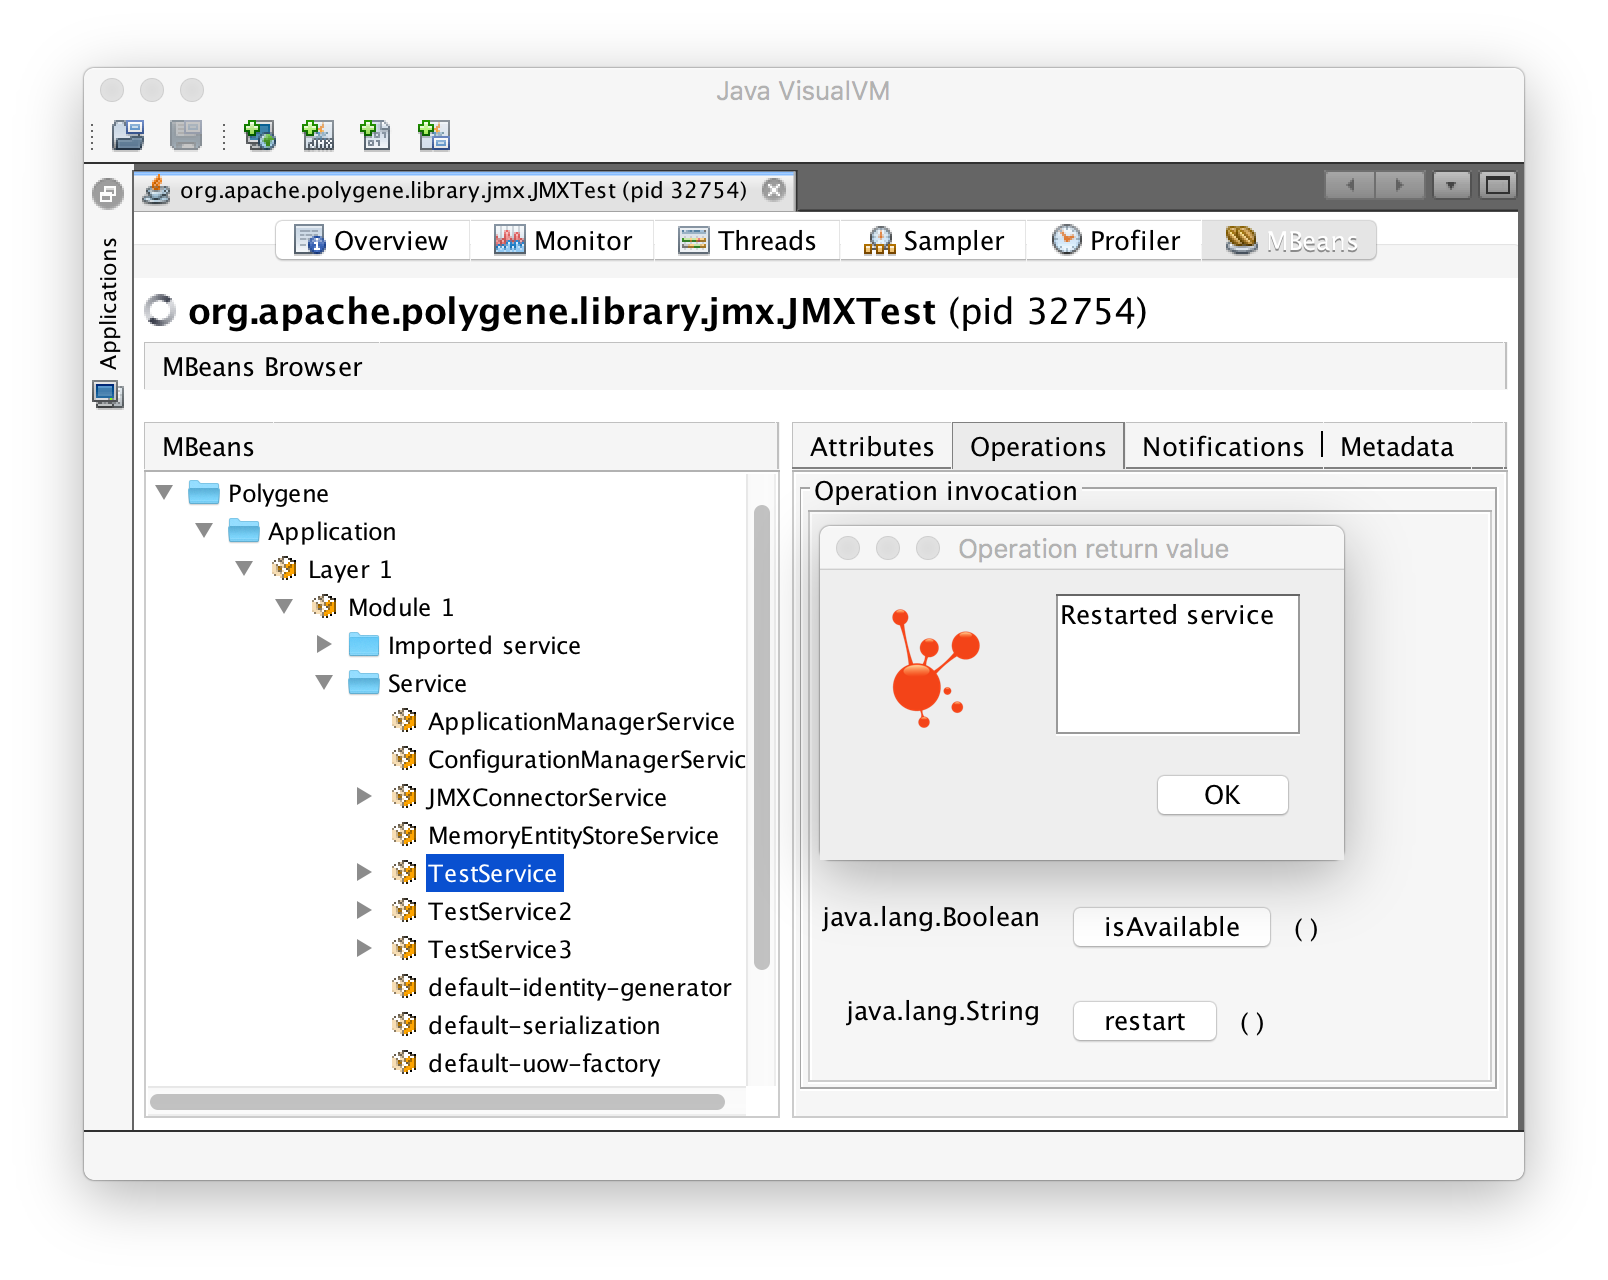 Java VisualVM
JMX
org.apache.polygene.library.jmx.JMXTest (pid 32754)
Applications
Overview
Monitor
Threads
Sampler
Profiler
MBeans
org.apache.polygene.library.jmx.JMXTest (pid 32754)
MBeans Browser
MBeans
Polygene
Application
Layer 1
Module 1
Imported service
Service
ApplicationManagerService
ConfigurationManagerServic
JMXConnectorService
MemoryEntityStoreService
TestService
TestService2
TestService3
default-identity-generator
default-serialization
default-uow-factory
Attributes
Operations
Notifications
Metadata
Operation invocation
Operation return value
Restarted service
OK
java.lang.Boolean
isAvailable
( )
java.lang.String
restart
( )